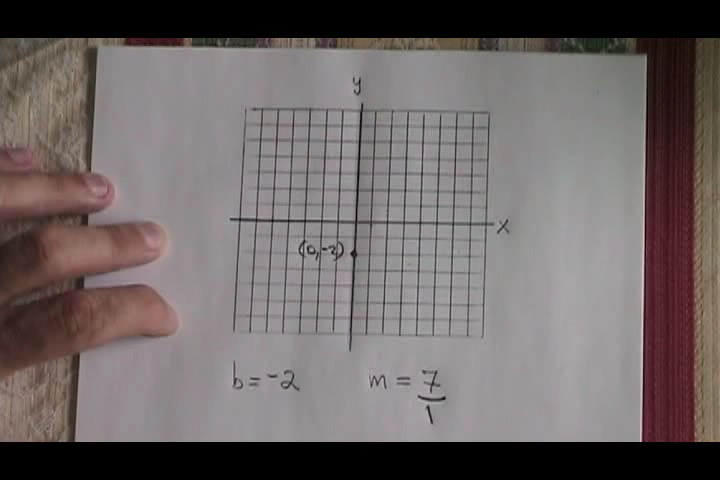 y
x
(0,-2)
b = -2 m = 7/1